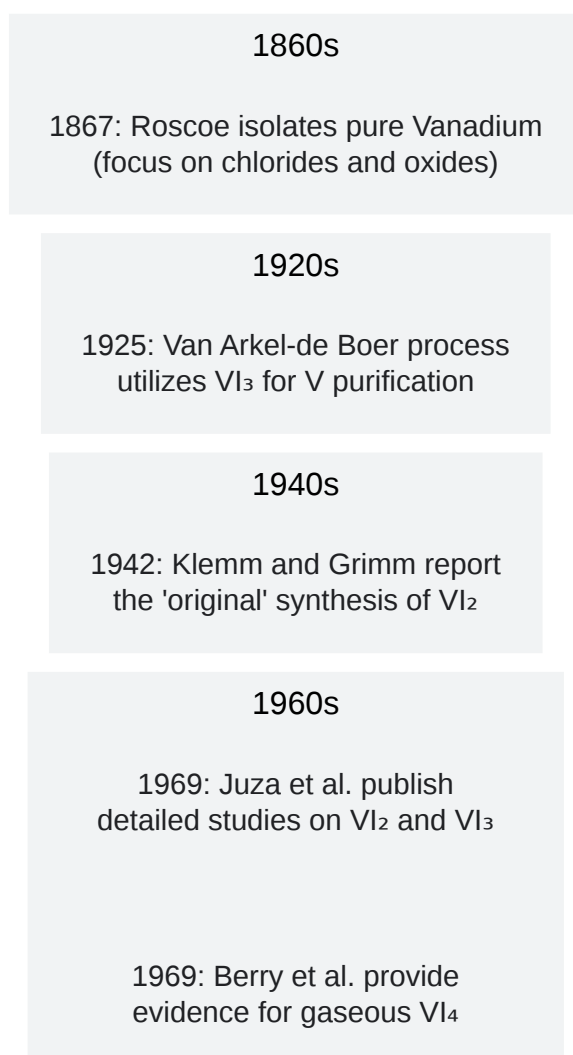 1860s
1867: Roscoe isolates pure Vanadium
(focus on chlorides and oxides)
1920s
1925: Van Arkel-de Boer process
utilizes VI₃ for V purification
1940s
1942: Klemm and Grimm report
the 'original' synthesis of VI₂
1960s
1969: Juza et al. publish
detailed studies on VI₂ and VI₃
1969: Berry et al. provide
evidence for gaseous VI₄